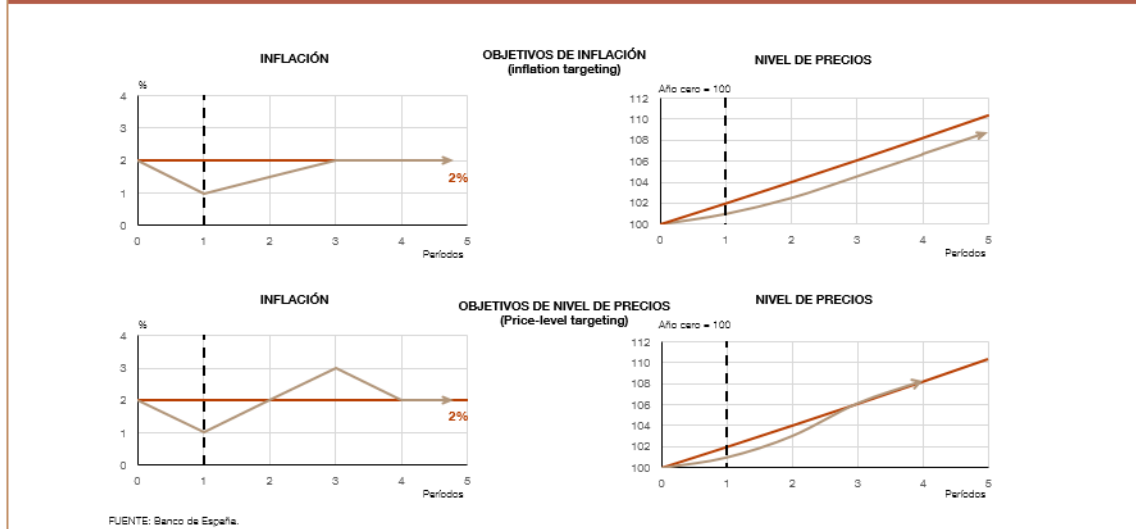 OBJETIVOS DE INFLACIÓN
(inflation targeting)
INFLACIÓN
%
4
3
2
1
0
2%
0 1 2 3 4 5
Períodos
NIVEL DE PRECIOS
Año cero = 100
112
110
108
106
104
102
100
0 1 2 3 4 5
Períodos
OBJETIVOS DE NIVEL DE PRECIOS
(Price-level targeting)
INFLACIÓN
%
4
3
2
1
0
2%
0 1 2 3 4 5
Períodos
NIVEL DE PRECIOS
Año cero = 100
112
110
108
106
104
102
100
0 1 2 3 4 5
Períodos
FUENTE: Banco de España.